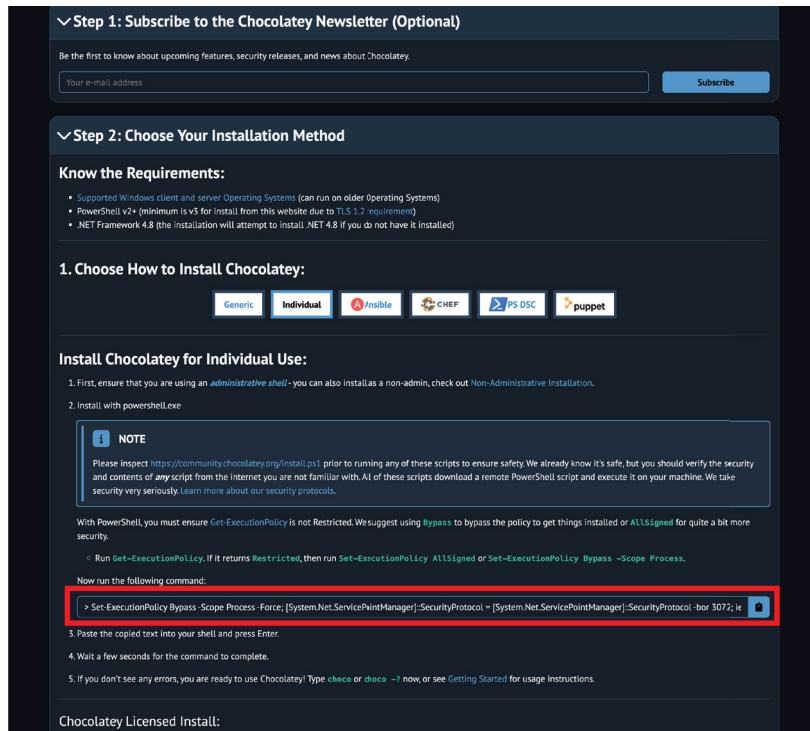 Step 1: Subscribe to the Chocolatey Newsletter (Optional)
Be the first to know about upcoming features, security releases, and news about Chocolatey.
Your e-mail address
Subscribe
Step 2: Choose Your Installation Method
Know the Requirements:
• Supported Windows client and server Operating Systems (can run on older Operating Systems)
• PowerShell v2+ (minimum is v3 for install from this website due to TLS 1.2 requirement)
• .NET Framework 4.8 (the installation will attempt to install .NET 4.8 if you do not have it installed)
1. Choose How to Install Chocolatey:
Generic Individual Ansible CHEF PS DSC puppet
Install Chocolatey for Individual Use:
1. First, ensure that you are using an administrative shell - you can also install as a non-admin, check out Non-Administrative Installation.
2. Install with powershell.exe
NOTE
Please inspect https://community.chocolatey.org/install.ps1 prior to running any of these scripts to ensure safety. We already know it's safe, but you should verify the security
and contents of any script from the internet you are not familiar with. All of these scripts download a remote PowerShell script and execute it on your machine. We take
security very seriously. Learn more about our security protocols.
With PowerShell, you must ensure Get-ExecutionPolicy is not Restricted. We suggest using Bypass to bypass the policy to get things installed or AllSigned for quite a bit more
security.
Run Get-ExecutionPolicy. If it returns Restricted, then run Set-ExecutionPolicy AllSigned or Set-ExecutionPolicy Bypass -Scope Process.
Now run the following command:
> Set-ExecutionPolicy Bypass -Scope Process -Force; [System.Net.ServicePointManager]::SecurityProtocol = [System.Net.ServicePointManager]::SecurityProtocol -bor 3072; ie
3. Paste the copied text into your shell and press Enter.
4. Wait a few seconds for the command to complete.
5. If you don't see any errors, you are ready to use Chocolatey! Type choco or choco -? now, or see Getting Started for usage instructions.
Chocolatey Licensed Install: